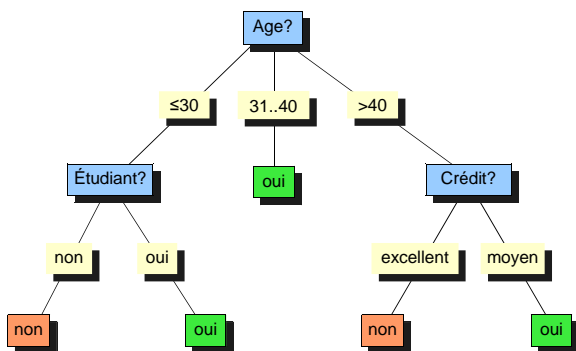 Age?
≤30
31..40
>40
Étudiant?
oui
Crédit?
non
oui
excellent
moyen
non
oui
non
oui